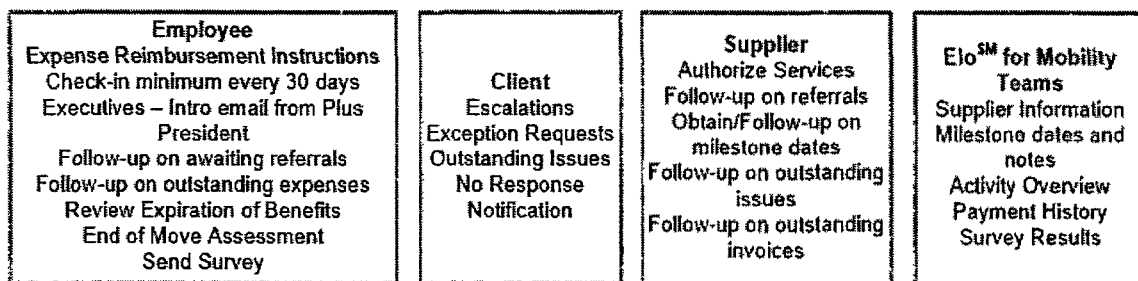 Employee
Expense Reimbursement Instructions
Check-in minimum every 30 days
Executives – Intro email from Plus
President
Follow-up on awaiting referrals
Follow-up on outstanding expenses
Review Expiration of Benefits
End of Move Assessment
Send Survey
Client
Escalations
Exception Requests
Outstanding Issues
No Response
Notification
Supplier
Authorize Services
Follow-up on referrals
Obtain/Follow-up on
milestone dates
Follow-up on outstanding
issues
Follow-up on outstanding
invoices
Elo℠ for Mobility
Teams
Supplier Information
Milestone dates and
notes
Activity Overview
Payment History
Survey Results